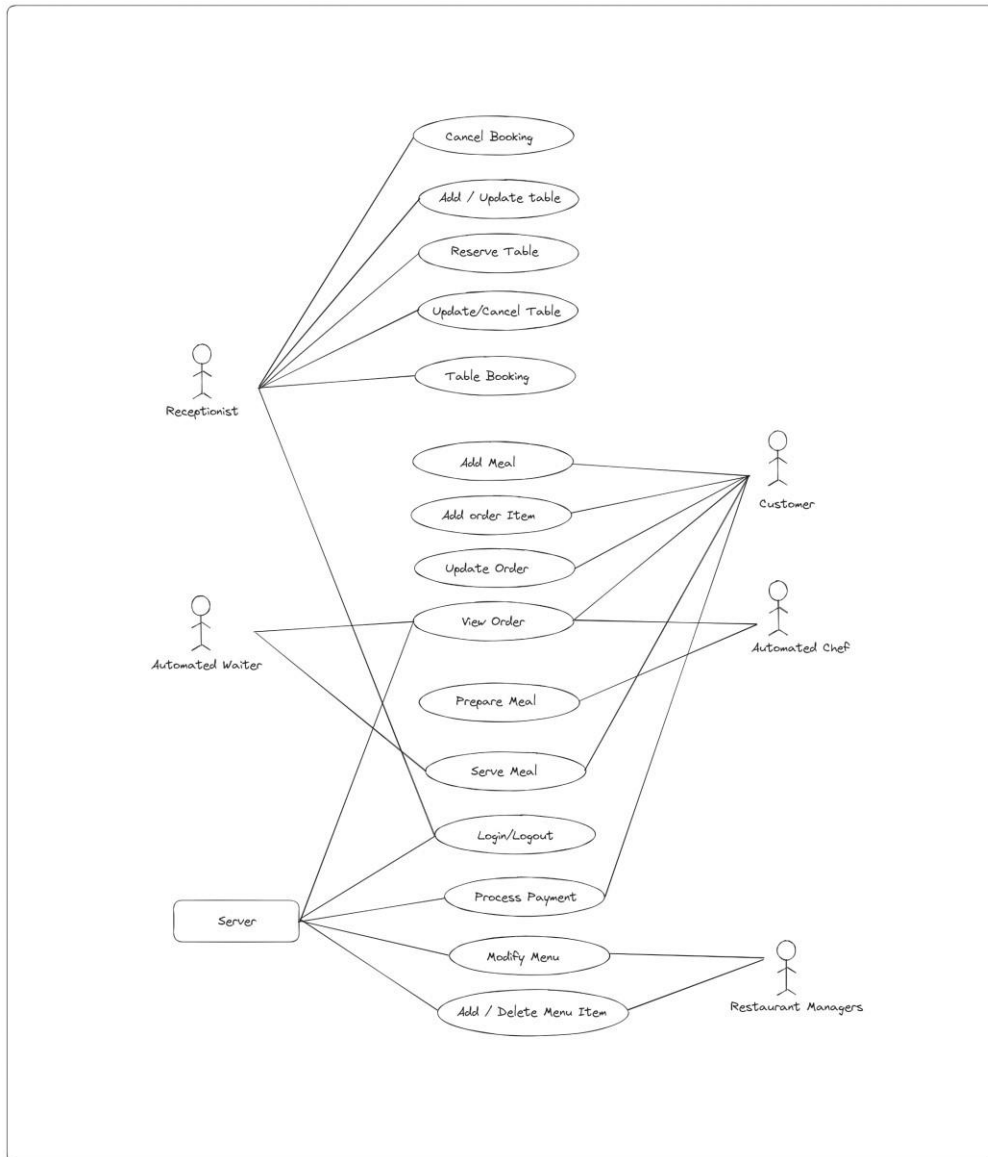 Cancel Booking
Add / Update table
Reserve Table
Update/Cancel Table
Table Booking
Receptionist
Add Meal
Customer
Add order Item
Update Order
View Order
Automated Waiter
Automated Chef
Prepare Meal
Serve Meal
Login/Logout
Process Payment
Server
Modify Menu
Add / Delete Menu Item
Restaurant Managers